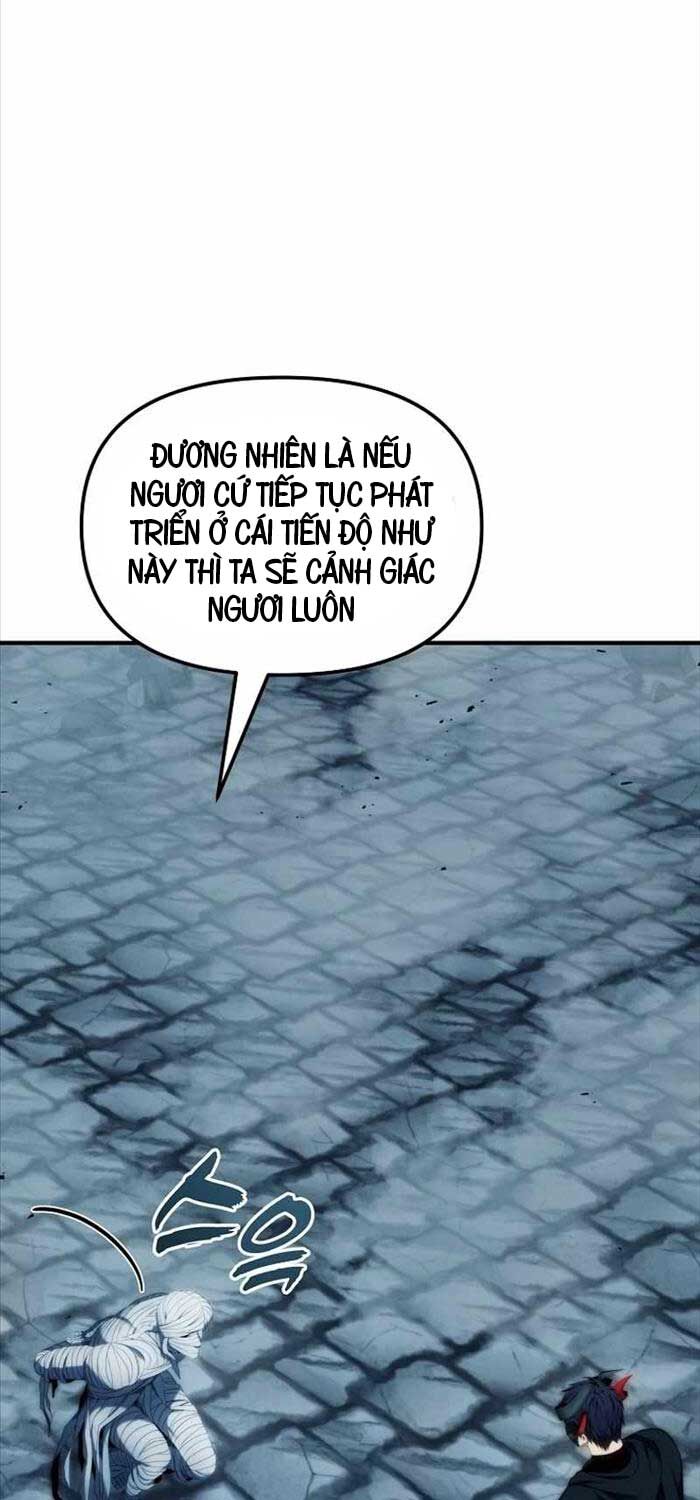 ĐƯƠNG NHIÊN LÀ NẾU
NGƯƠI CỨ TIẾP TỤC PHÁT
TRIỂN Ở CÁI TIẾN ĐỘ NHƯ
NÀY THÌ TA SẼ CẢNH GIÁC
NGƯƠI LUÔN
스윽